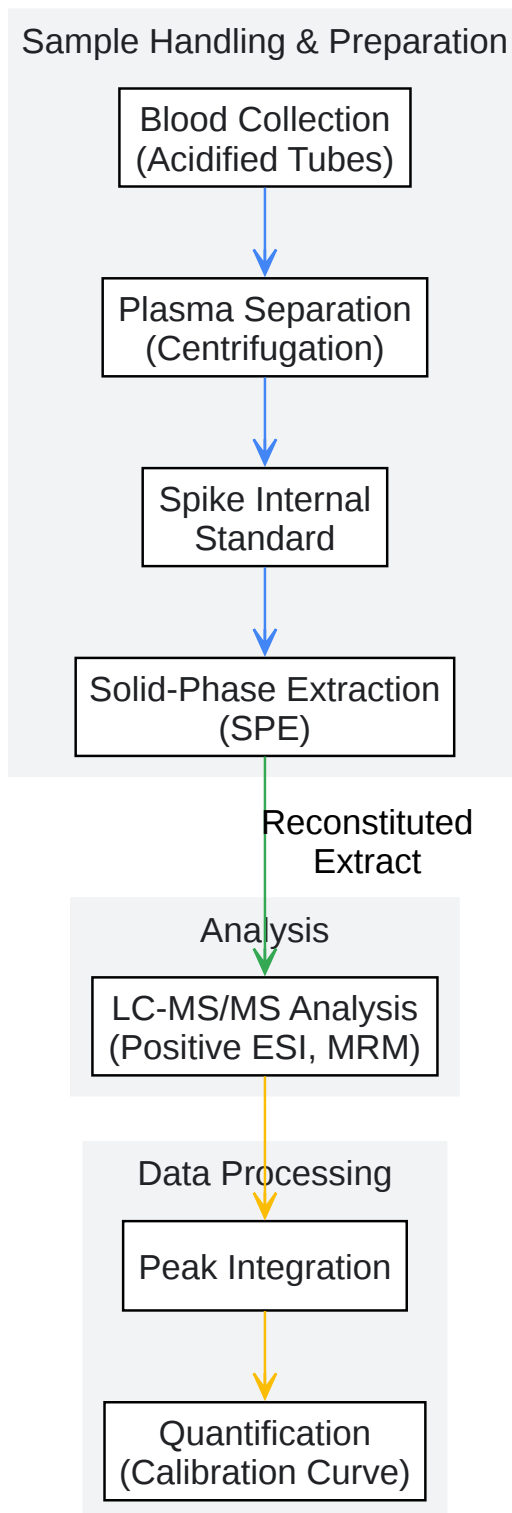 Sample Handling & Preparation
Blood Collection
(Acidified Tubes)
Plasma Separation
(Centrifugation)
Spike Internal
Standard
Solid-Phase Extraction
(SPE)
Reconstituted
Extract
Analysis
LC-MS/MS Analysis
(Positive ESI, MRM)
Data Processing
Peak Integration
Quantification
(Calibration Curve)